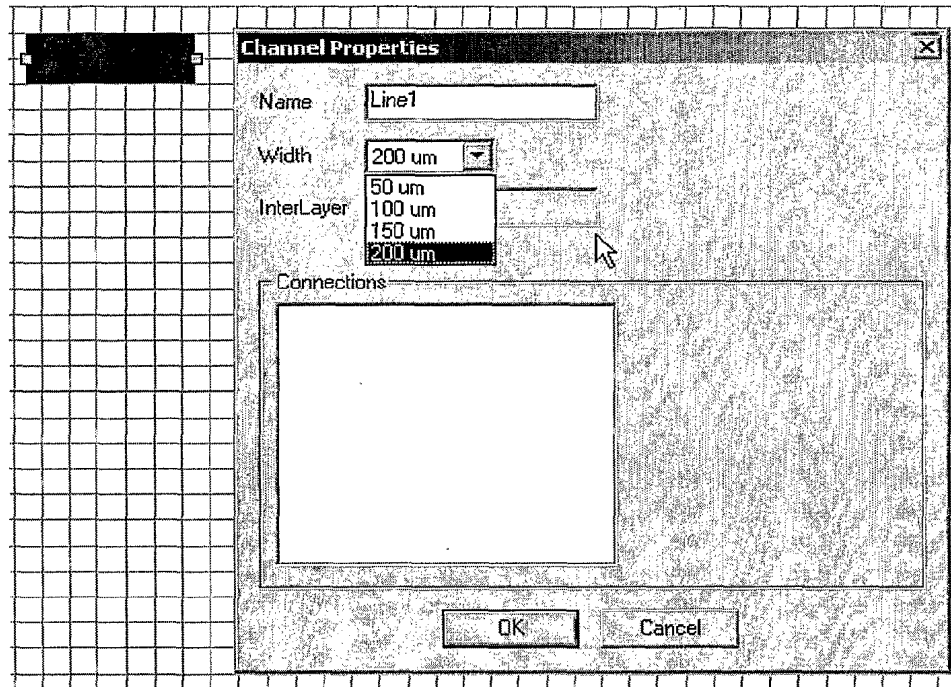 Channel Properties
Name
Line1
Width
200 um
50 um
100 um
150 um
200 um
InterLayer
Connections
OK
Cancel